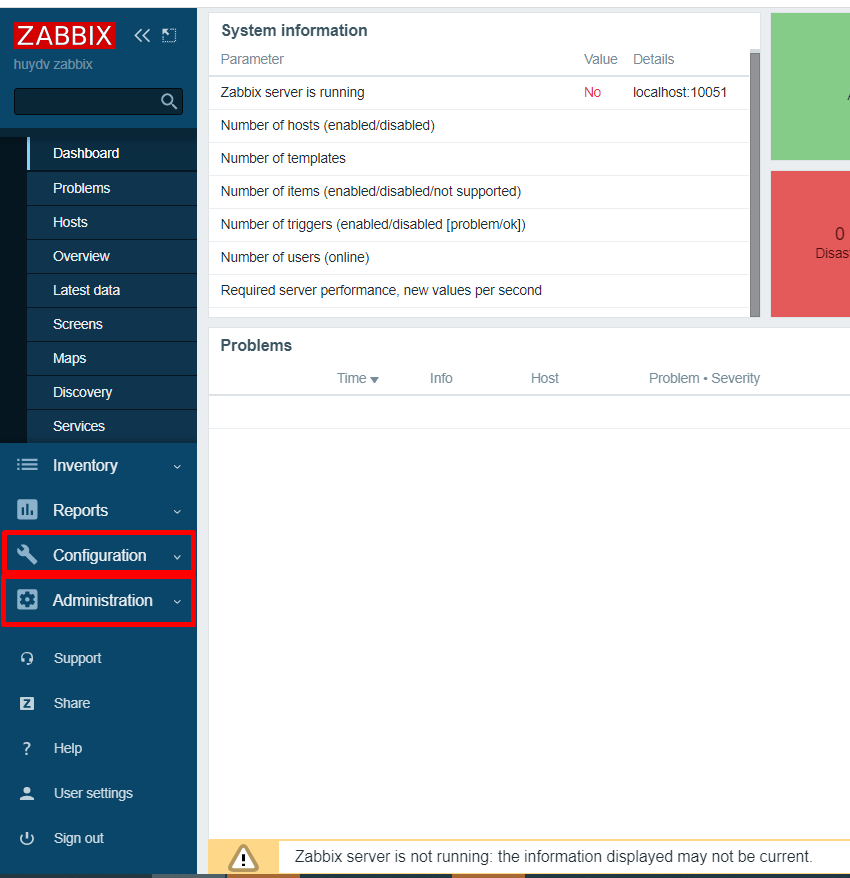 ZABBIX
huydv zabbix
Dashboard
Problems
Hosts
Overview
Latest data
Screens
Maps
Discovery
Services
Inventory
Reports
Configuration
Administration
Support
Z Share
? Help
User settings
Sign out
System information
Parameter Value Details
Zabbix server is running No localhost:10051
Number of hosts (enabled/disabled)
Number of templates
Number of items (enabled/disabled/not supported)
Number of triggers (enabled/disabled [problem/ok])
Number of users (online)
Required server performance, new values per second
0
Disas
Problems
Time Info Host Problem • Severity
Zabbix server is not running: the information displayed may not be current.